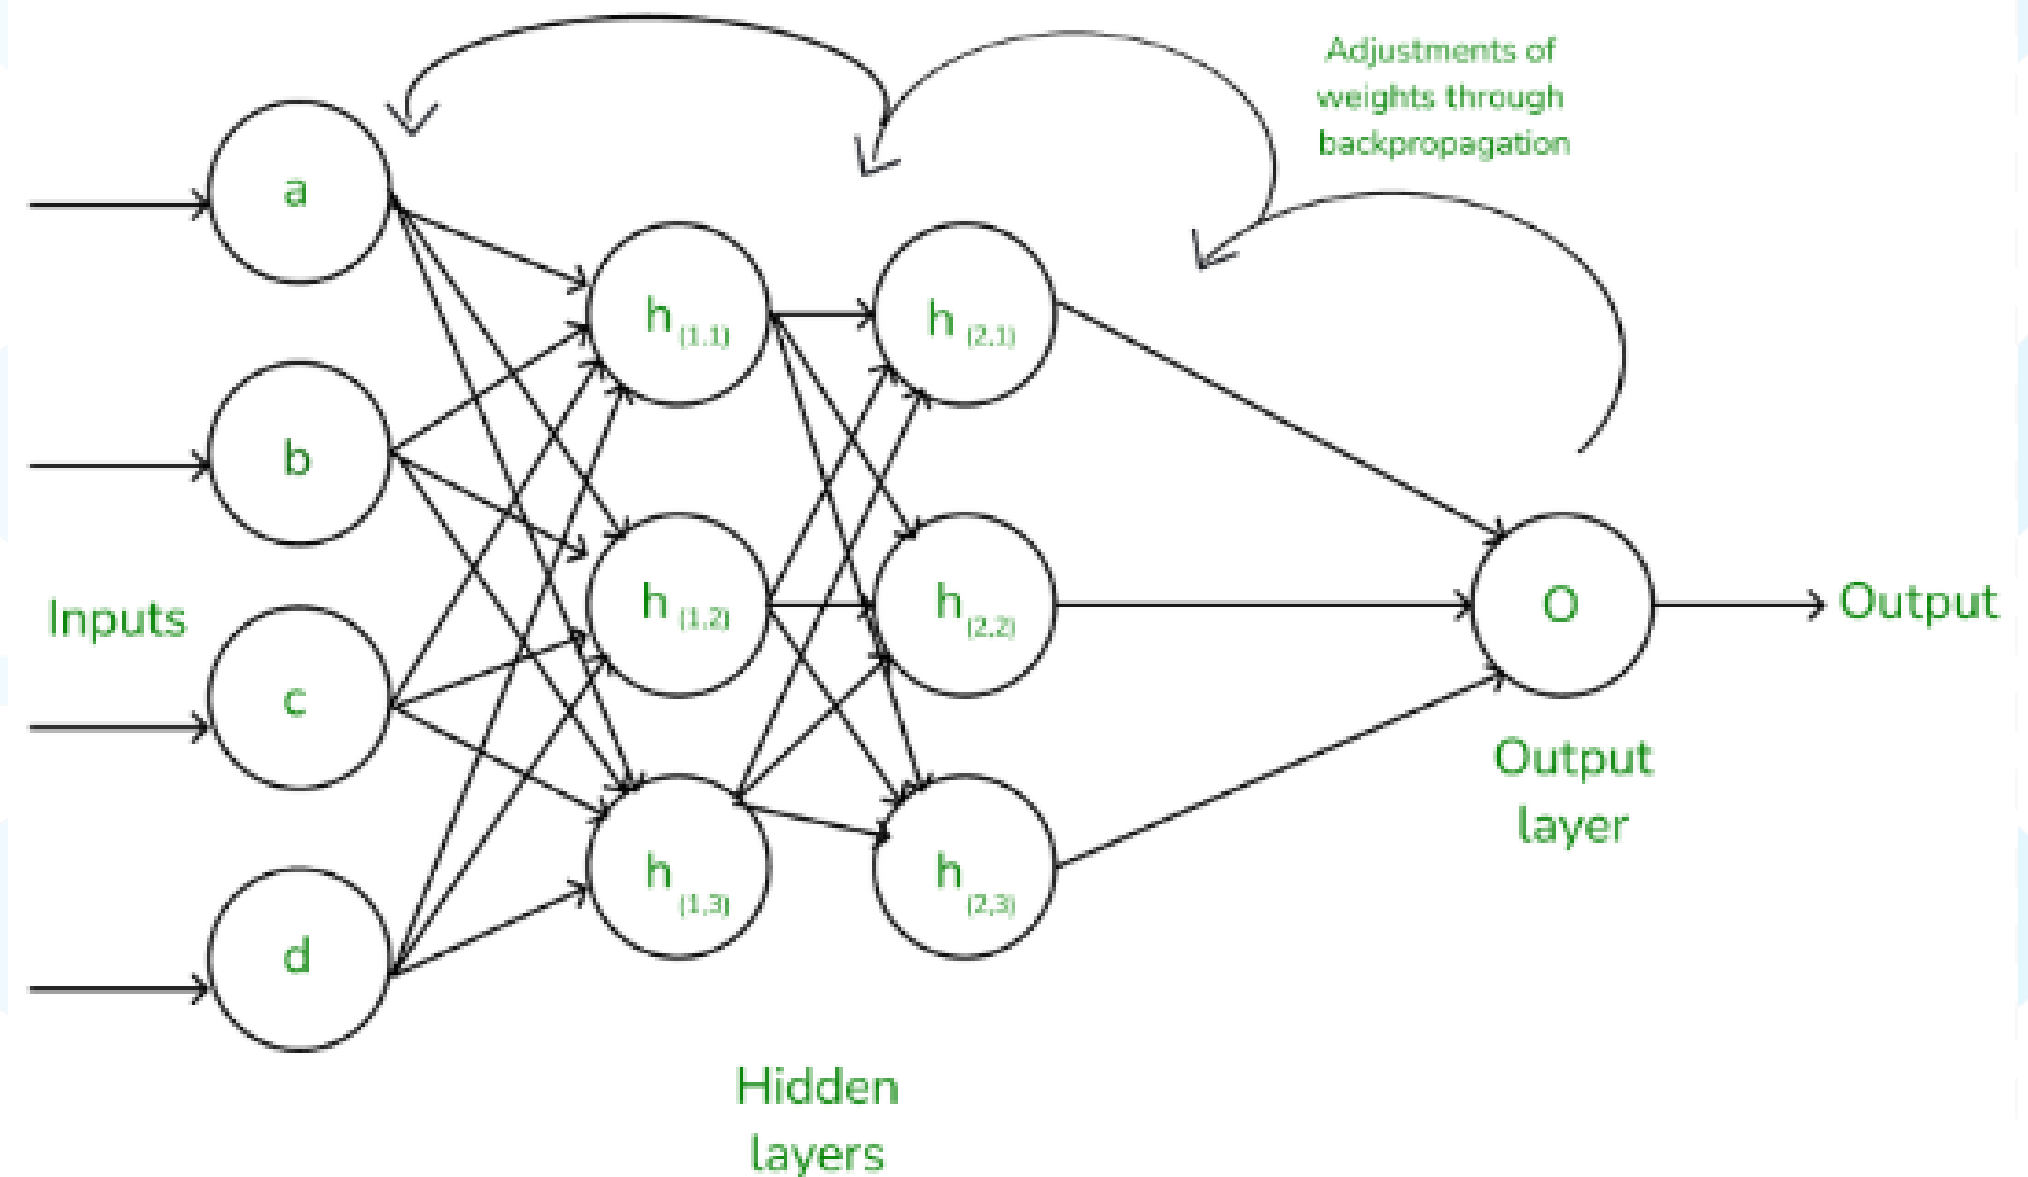 Adjustments of
weights through
backpropagation
a
h (1,1)
h (2,1)
b
Inputs
h (1,2)
h (2,2)
O
Output
c
Output
layer
h (1,3)
h (2,3)
d
Hidden
layers